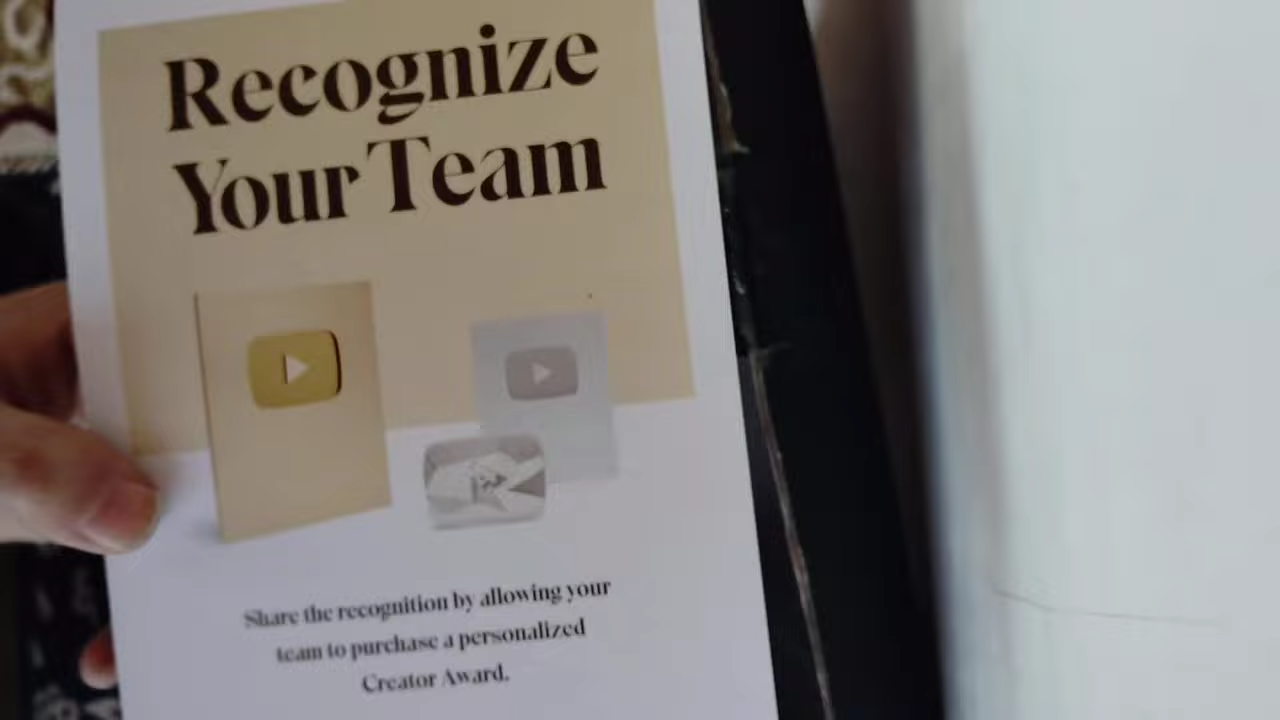 Recognize
Your Team
Share the recognition by allowing your
team to purchase a personalized
Creator Award.